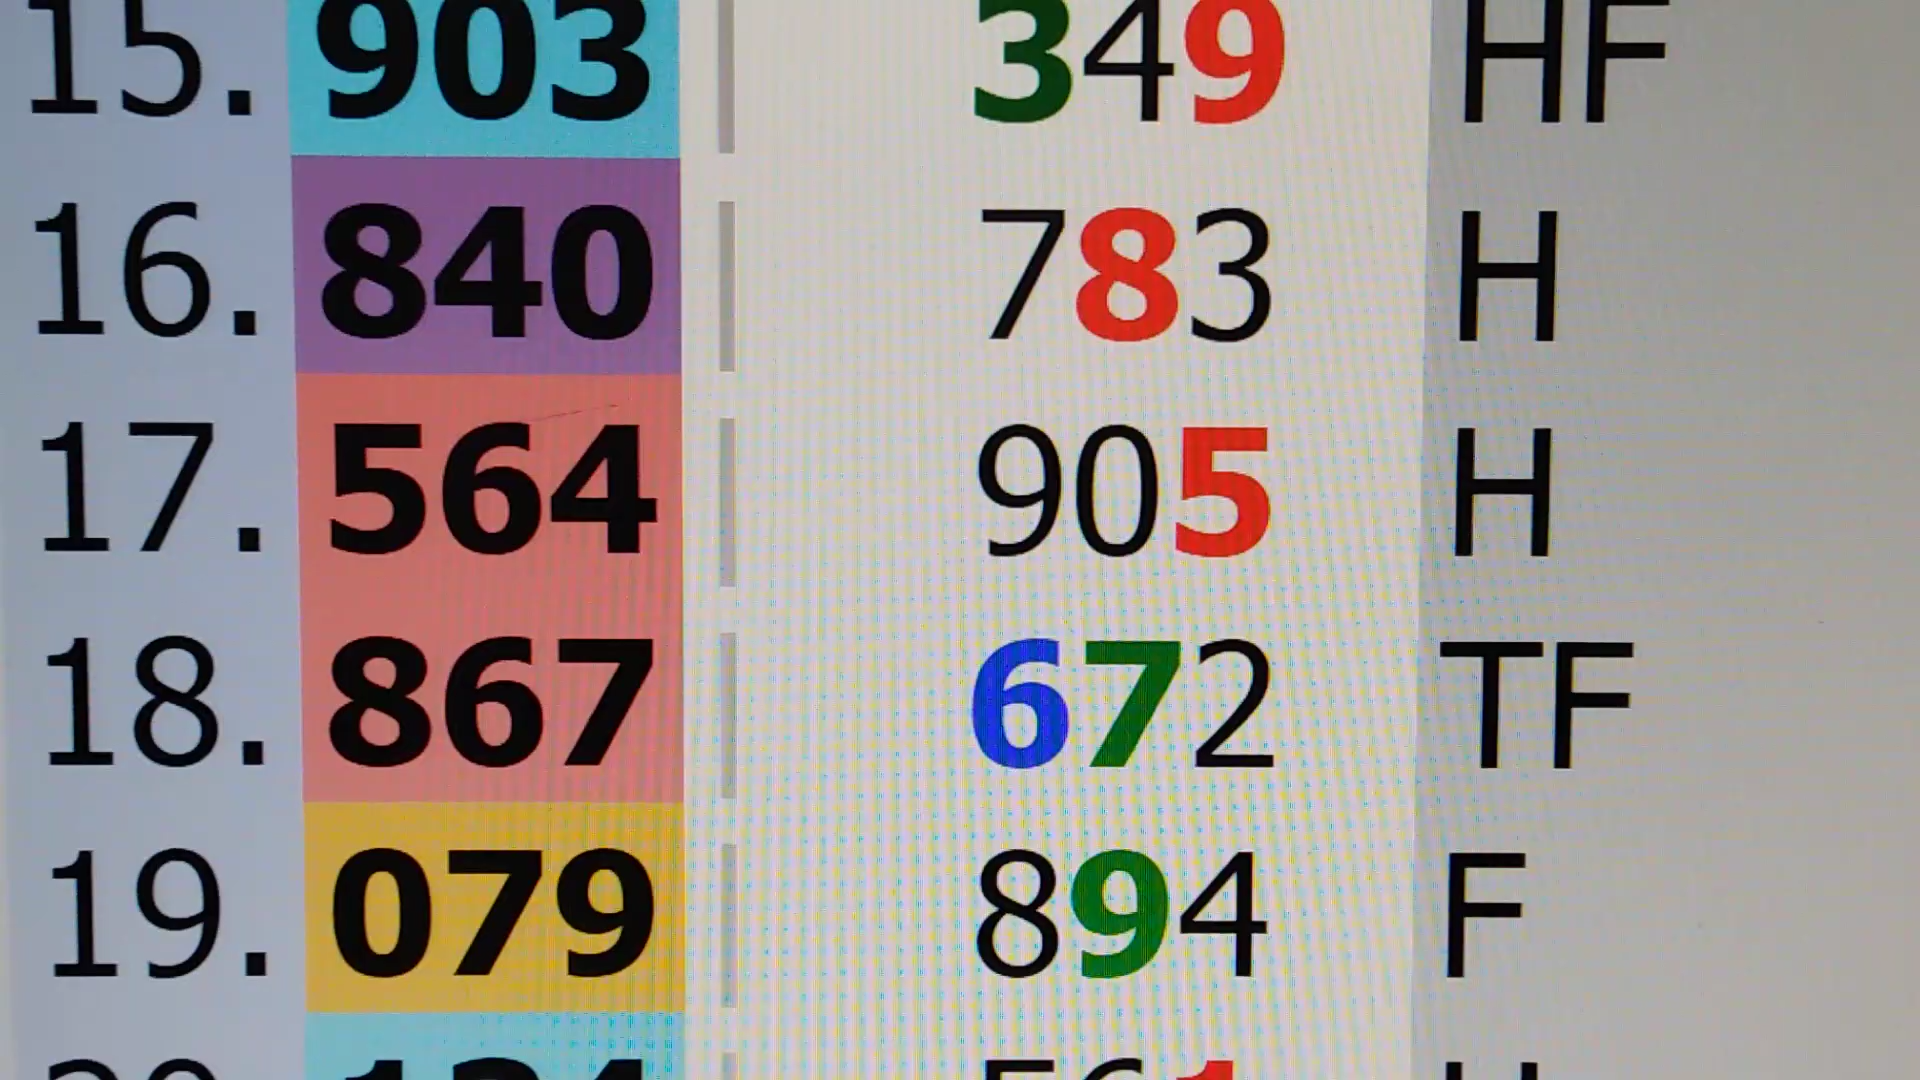 15. 903 349 HF
16. 840 783 H
17. 564 905 H
18. 867 672 TF
19. 079 894 F